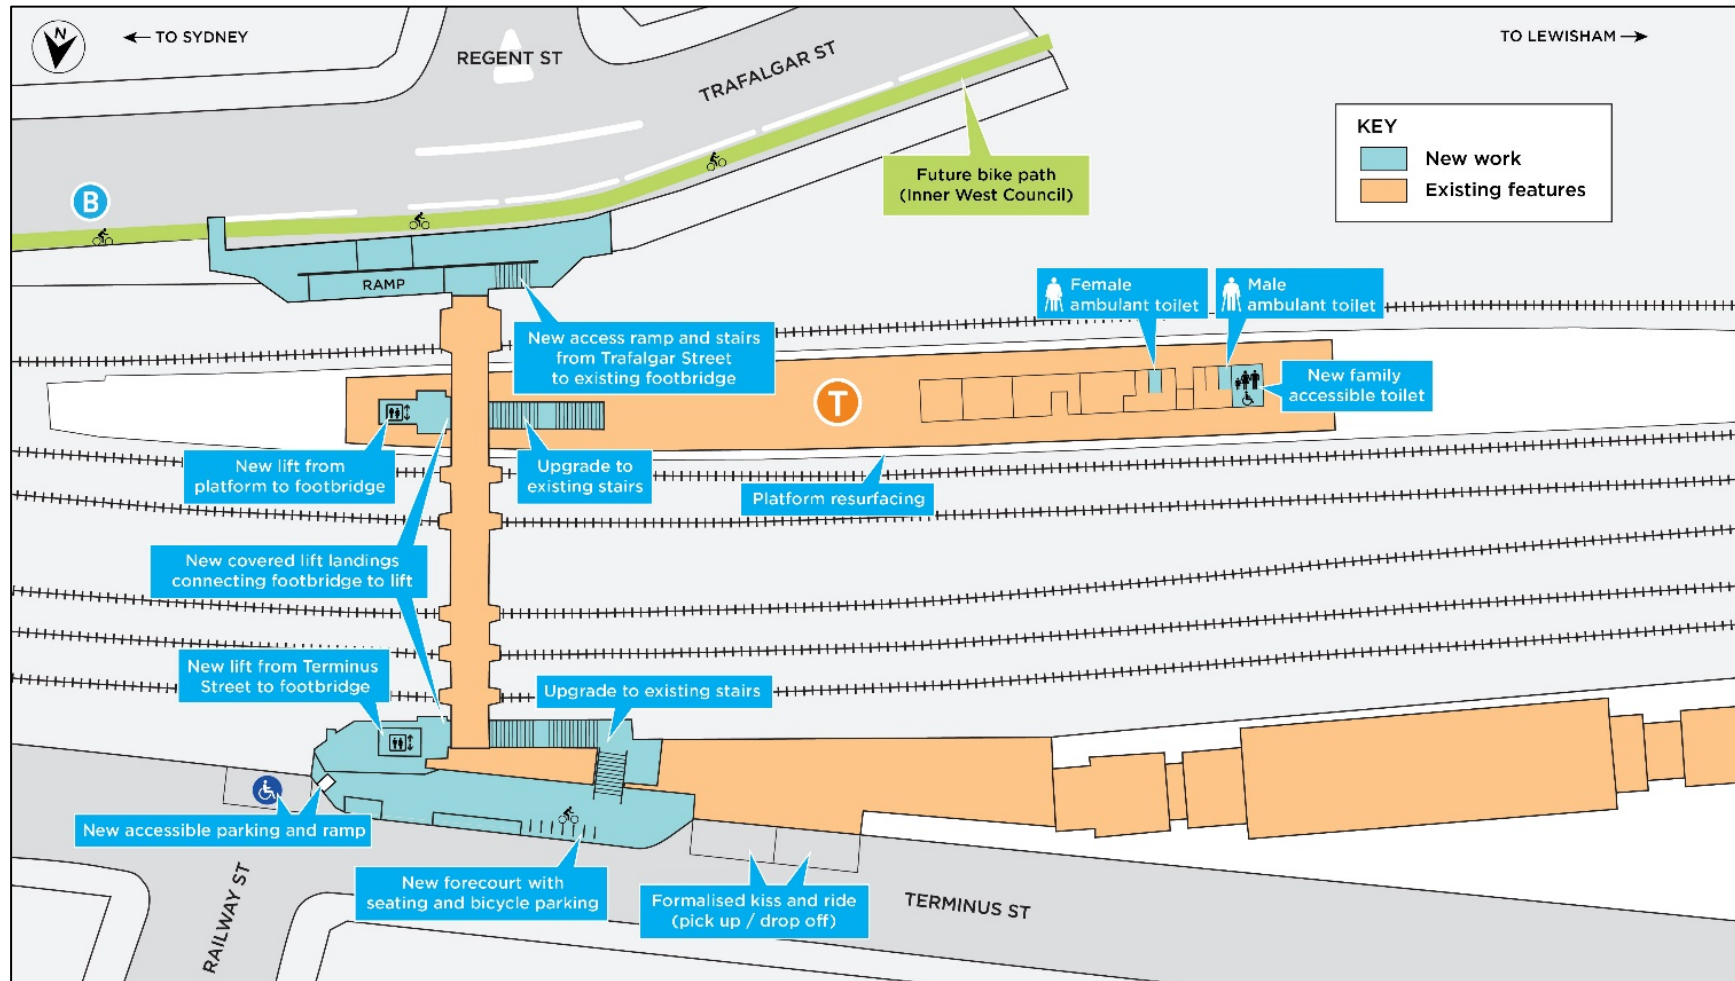 N
← TO SYDNEY
REGENT ST
TRAFALGAR ST
TO LEWISHAM →
KEY
New work
Existing features
Future bike path
(Inner West Council)
B
RAMP
New access ramp and stairs
from Trafalgar Street
to existing footbridge
Female
ambulant toilet
Male
ambulant toilet
New family
accessible toilet
T
New lift from
platform to footbridge
Upgrade to
existing stairs
Platform resurfacing
New covered lift landings
connecting footbridge to lift
New lift from Terminus
Street to footbridge
Upgrade to existing stairs
New accessible parking and ramp
New forecourt with
seating and bicycle parking
Formalised kiss and ride
(pick up / drop off)
TERMINUS ST
RAILWAY ST